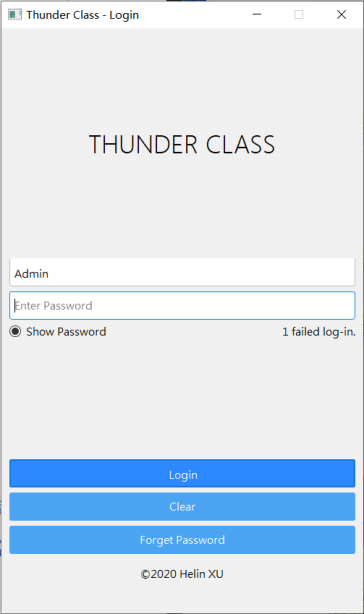 Thunder Class - Login
THUNDER CLASS
Admin
Enter Password
Show Password 1 failed log-in.
Login
Clear
Forget Password
©2020 Helin XU